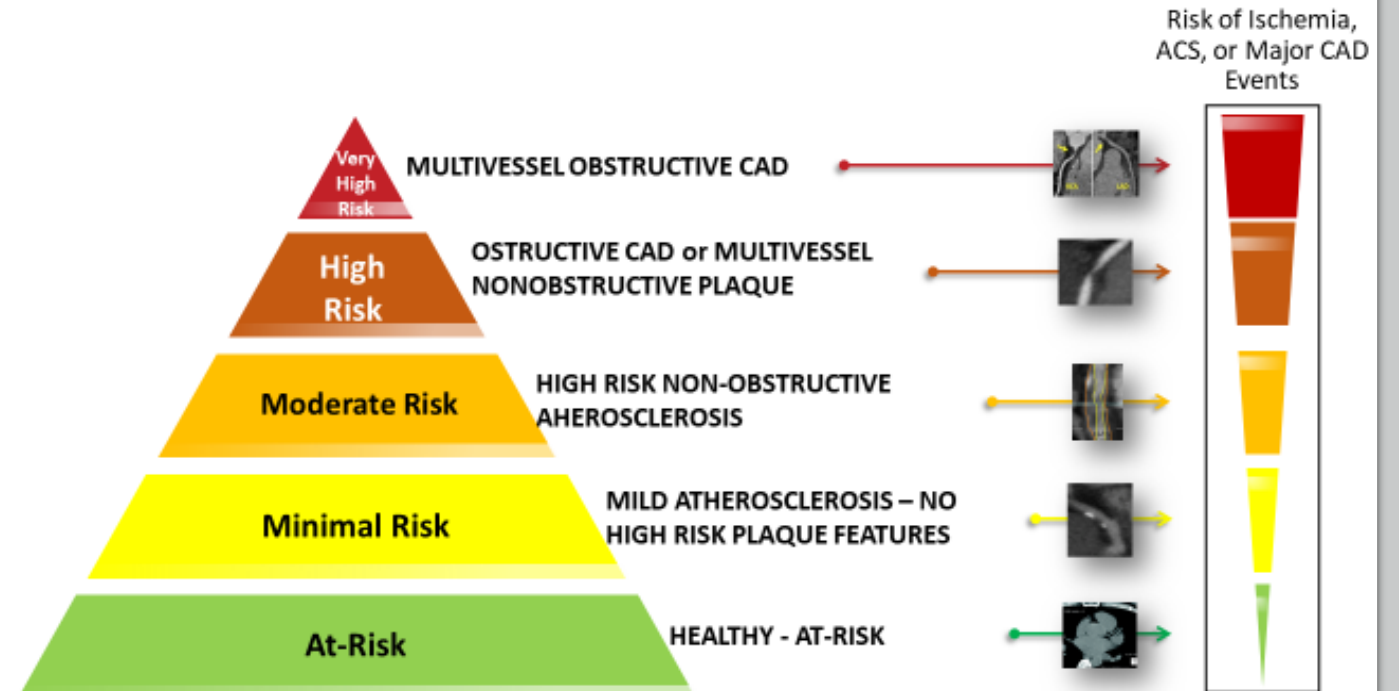 Risk of Ischemia,
ACS, or Major CAD
Events
Very
High
Risk
MULTIVESSEL OBSTRUCTIVE CAD
High
Risk
OSTRUCTIVE CAD or MULTIVESSEL
NONOBSTRUCTIVE PLAQUE
Moderate Risk
HIGH RISK NON-OBSTRUCTIVE
AHEROSCLEROSIS
Minimal Risk
MILD ATHEROSCLEROSIS – NO
HIGH RISK PLAQUE FEATURES
At-Risk
HEALTHY - AT-RISK